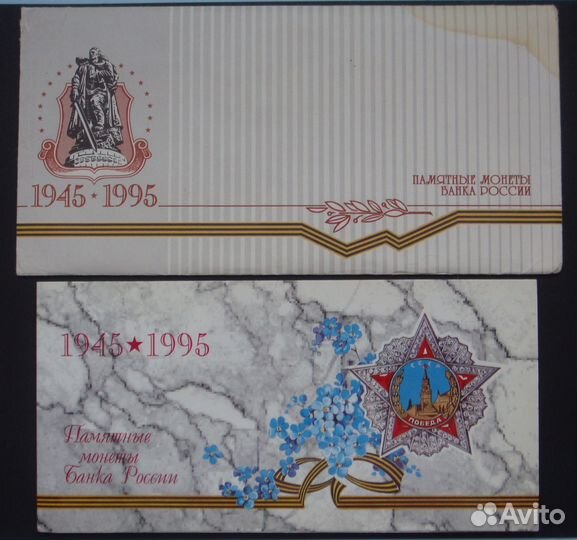 1945 ★ 1995
ПАМЯТНЫЕ МОНЕТЫ
БАНКА РОССИИ
1945★1995
Памятные
монеты
Банка России
ПОБЕДА
Avito